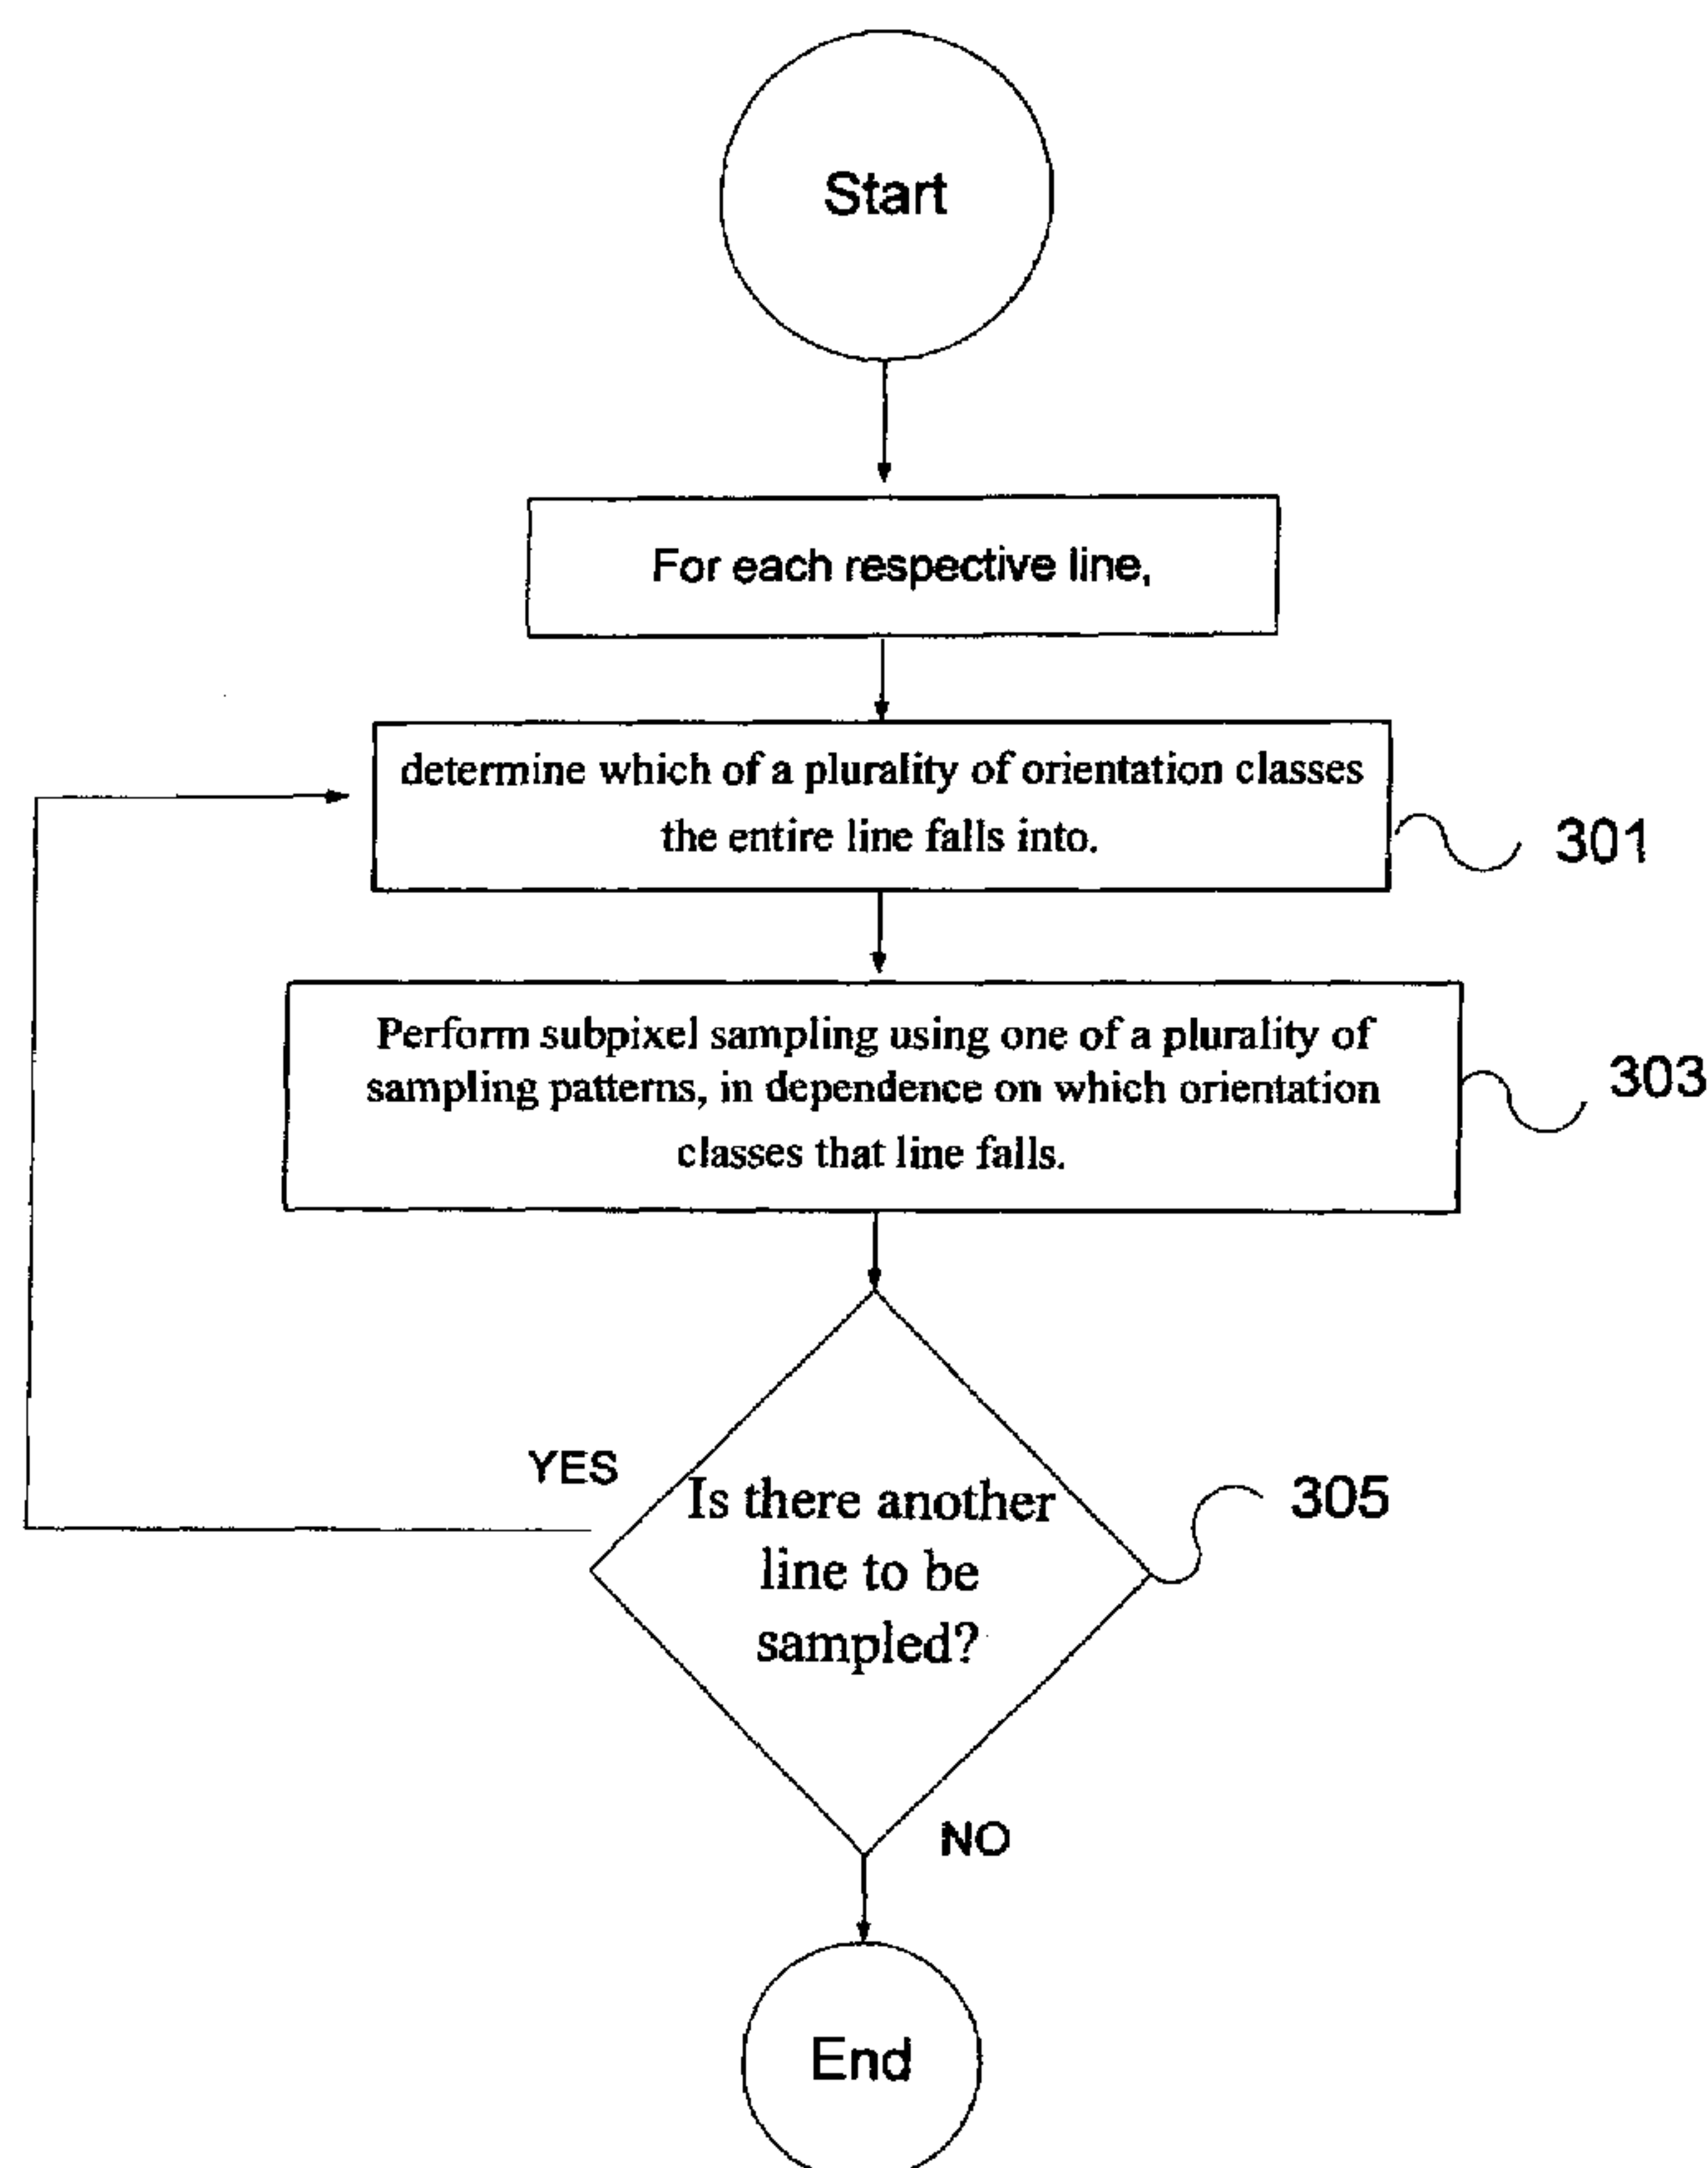 Start
For each respective line,
determine which of a plurality of orientation classes
the entire line falls into.
301
Perform subpixel sampling using one of a plurality of
sampling patterns, in dependence on which orientation
classes that line falls.
303
YES
Is there another
line to be
sampled?
305
NO
End